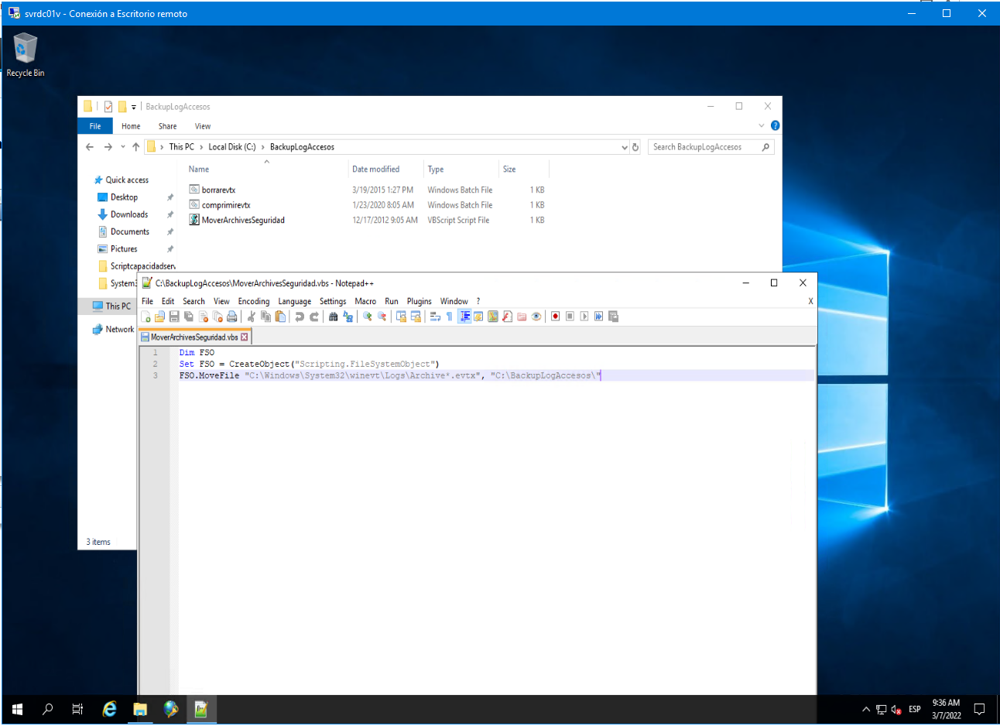 svrdc01v - Conexión a Escritorio remoto
Recycle Bin
BackupLogAccesos
File Home Share View
This PC > Local Disk (C:) > BackupLogAccesos
Search BackupLogAccesos
Name Date modified Type Size
Quick access
Desktop
Downloads
Documents
Pictures
Scriptcapacidadserv
System3
This PC
Network
borrarevtx 3/19/2015 1:27 PM Windows Batch File 1 KB
comprimirevtx 1/23/2020 8:05 AM Windows Batch File 1 KB
MoverArchivesSeguridad 12/17/2012 9:05 AM VBScript Script File 1 KB
3 items
C:\BackupLogAccesos\MoverArchivesSeguridad.vbs - Notepad++
File Edit Search View Encoding Language Settings Macro Run Plugins Window ? X
MoverArchivesSeguridad.vbs
1 Dim FSO
2 Set FSO = CreateObject("Scripting.FileSystemObject")
3 FSO.MoveFile "C:\Windows\System32\winevt\Logs\Archive*.evtx", "C:\BackupLogAccesos\"
ESP
9:36 AM
3/7/2022